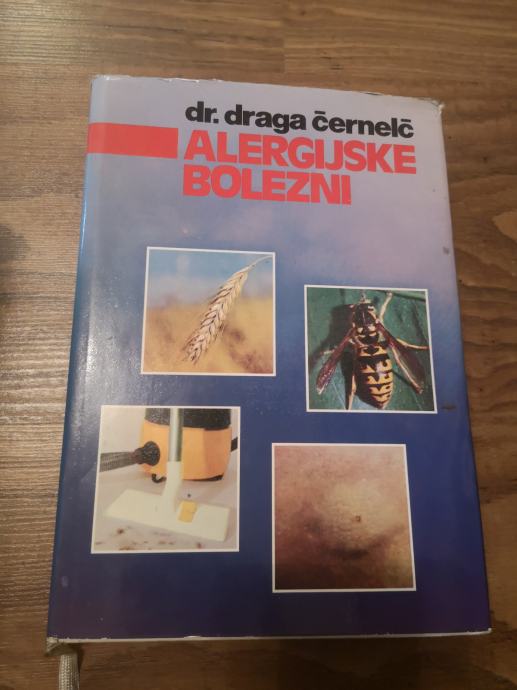 dr. draga černelč
ALERGIJSKE
BOLEZNI